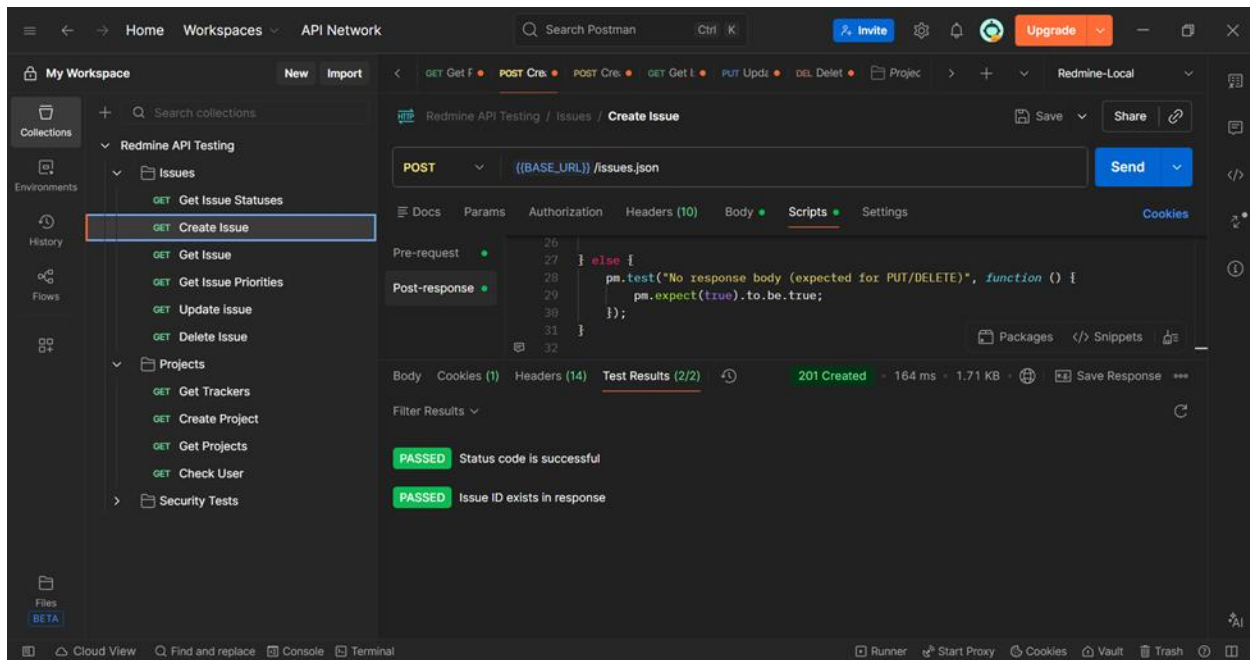 Home Workspaces API Network Search Postman Ctrl K Invite Upgrade
My Workspace New Import
GET Get F POST Cre POST Cre GET Get I: PUT Upda DEL Delet Projec Redmine-Local
Collections
Environments
History
Flows
Files
BETA
Search collections
Redmine API Testing
Issues
GET Get Issue Statuses
GET Create Issue
GET Get Issue
GET Get Issue Priorities
GET Update issue
GET Delete Issue
Projects
GET Get Trackers
GET Create Project
GET Get Projects
GET Check User
Security Tests
HTTP Redmine API Testing / Issues / Create Issue Save Share
POST {{BASE_URL}} /issues.json Send
Docs Params Authorization Headers (10) Body Scripts Settings Cookies
Pre-request
Post-response
26
27 } else {
28 pm.test("No response body (expected for PUT/DELETE)", function () {
29 pm.expect(true).to.be.true;
30 });
31 }
32
Packages </> Snippets
Body Cookies (1) Headers (14) Test Results (2/2) 201 Created 164 ms 1.71 KB Save Response
Filter Results
PASSED Status code is successful
PASSED Issue ID exists in response
AI
Cloud View Find and replace Console Terminal Runner Start Proxy Cookies Vault Trash